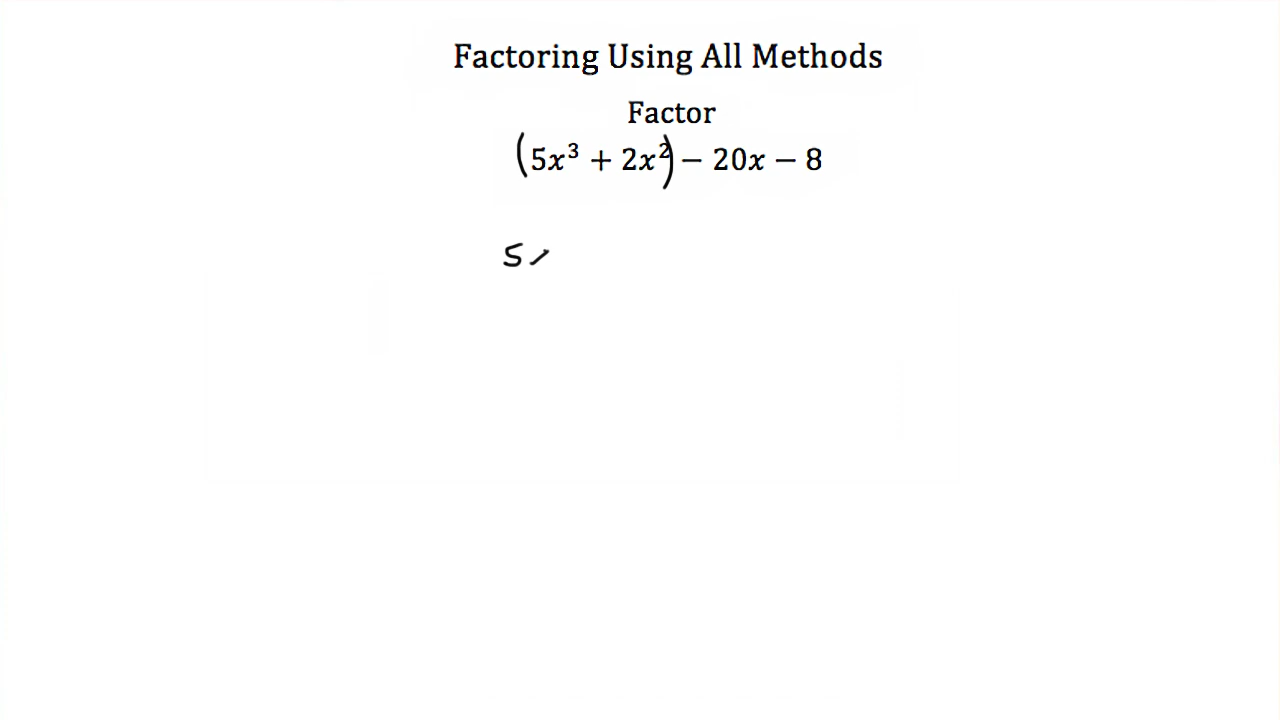 Factoring Using All Methods
Factor
(5x³ + 2x²) − 20x − 8
5